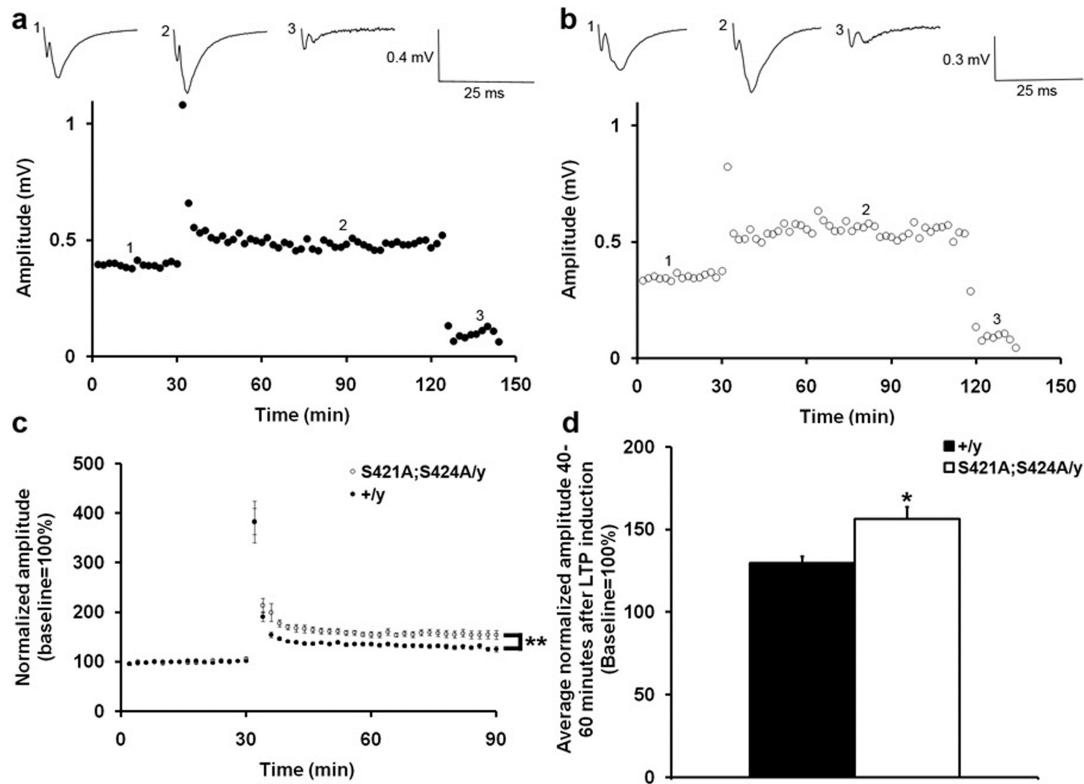 a
1
2
3
0.4 mV
25 ms
Amplitude (mV)
1
0.5
0
1
2
3
0
30
60
90
120
150
Time (min)
b
1
2
3
0.3 mV
25 ms
Amplitude (mV)
1
0.5
0
1
2
3
0
30
60
90
120
150
Time (min)
c
Normalized amplitude
(baseline=100%)
500
400
300
200
100
0
S421A;S424A/y
+/y
**
0
30
60
90
Time (min)
d
Average normalized amplitude 40-
60 minutes after LTP induction
(Baseline=100%)
200
150
100
50
0
+/y
S421A;S424A/y
*